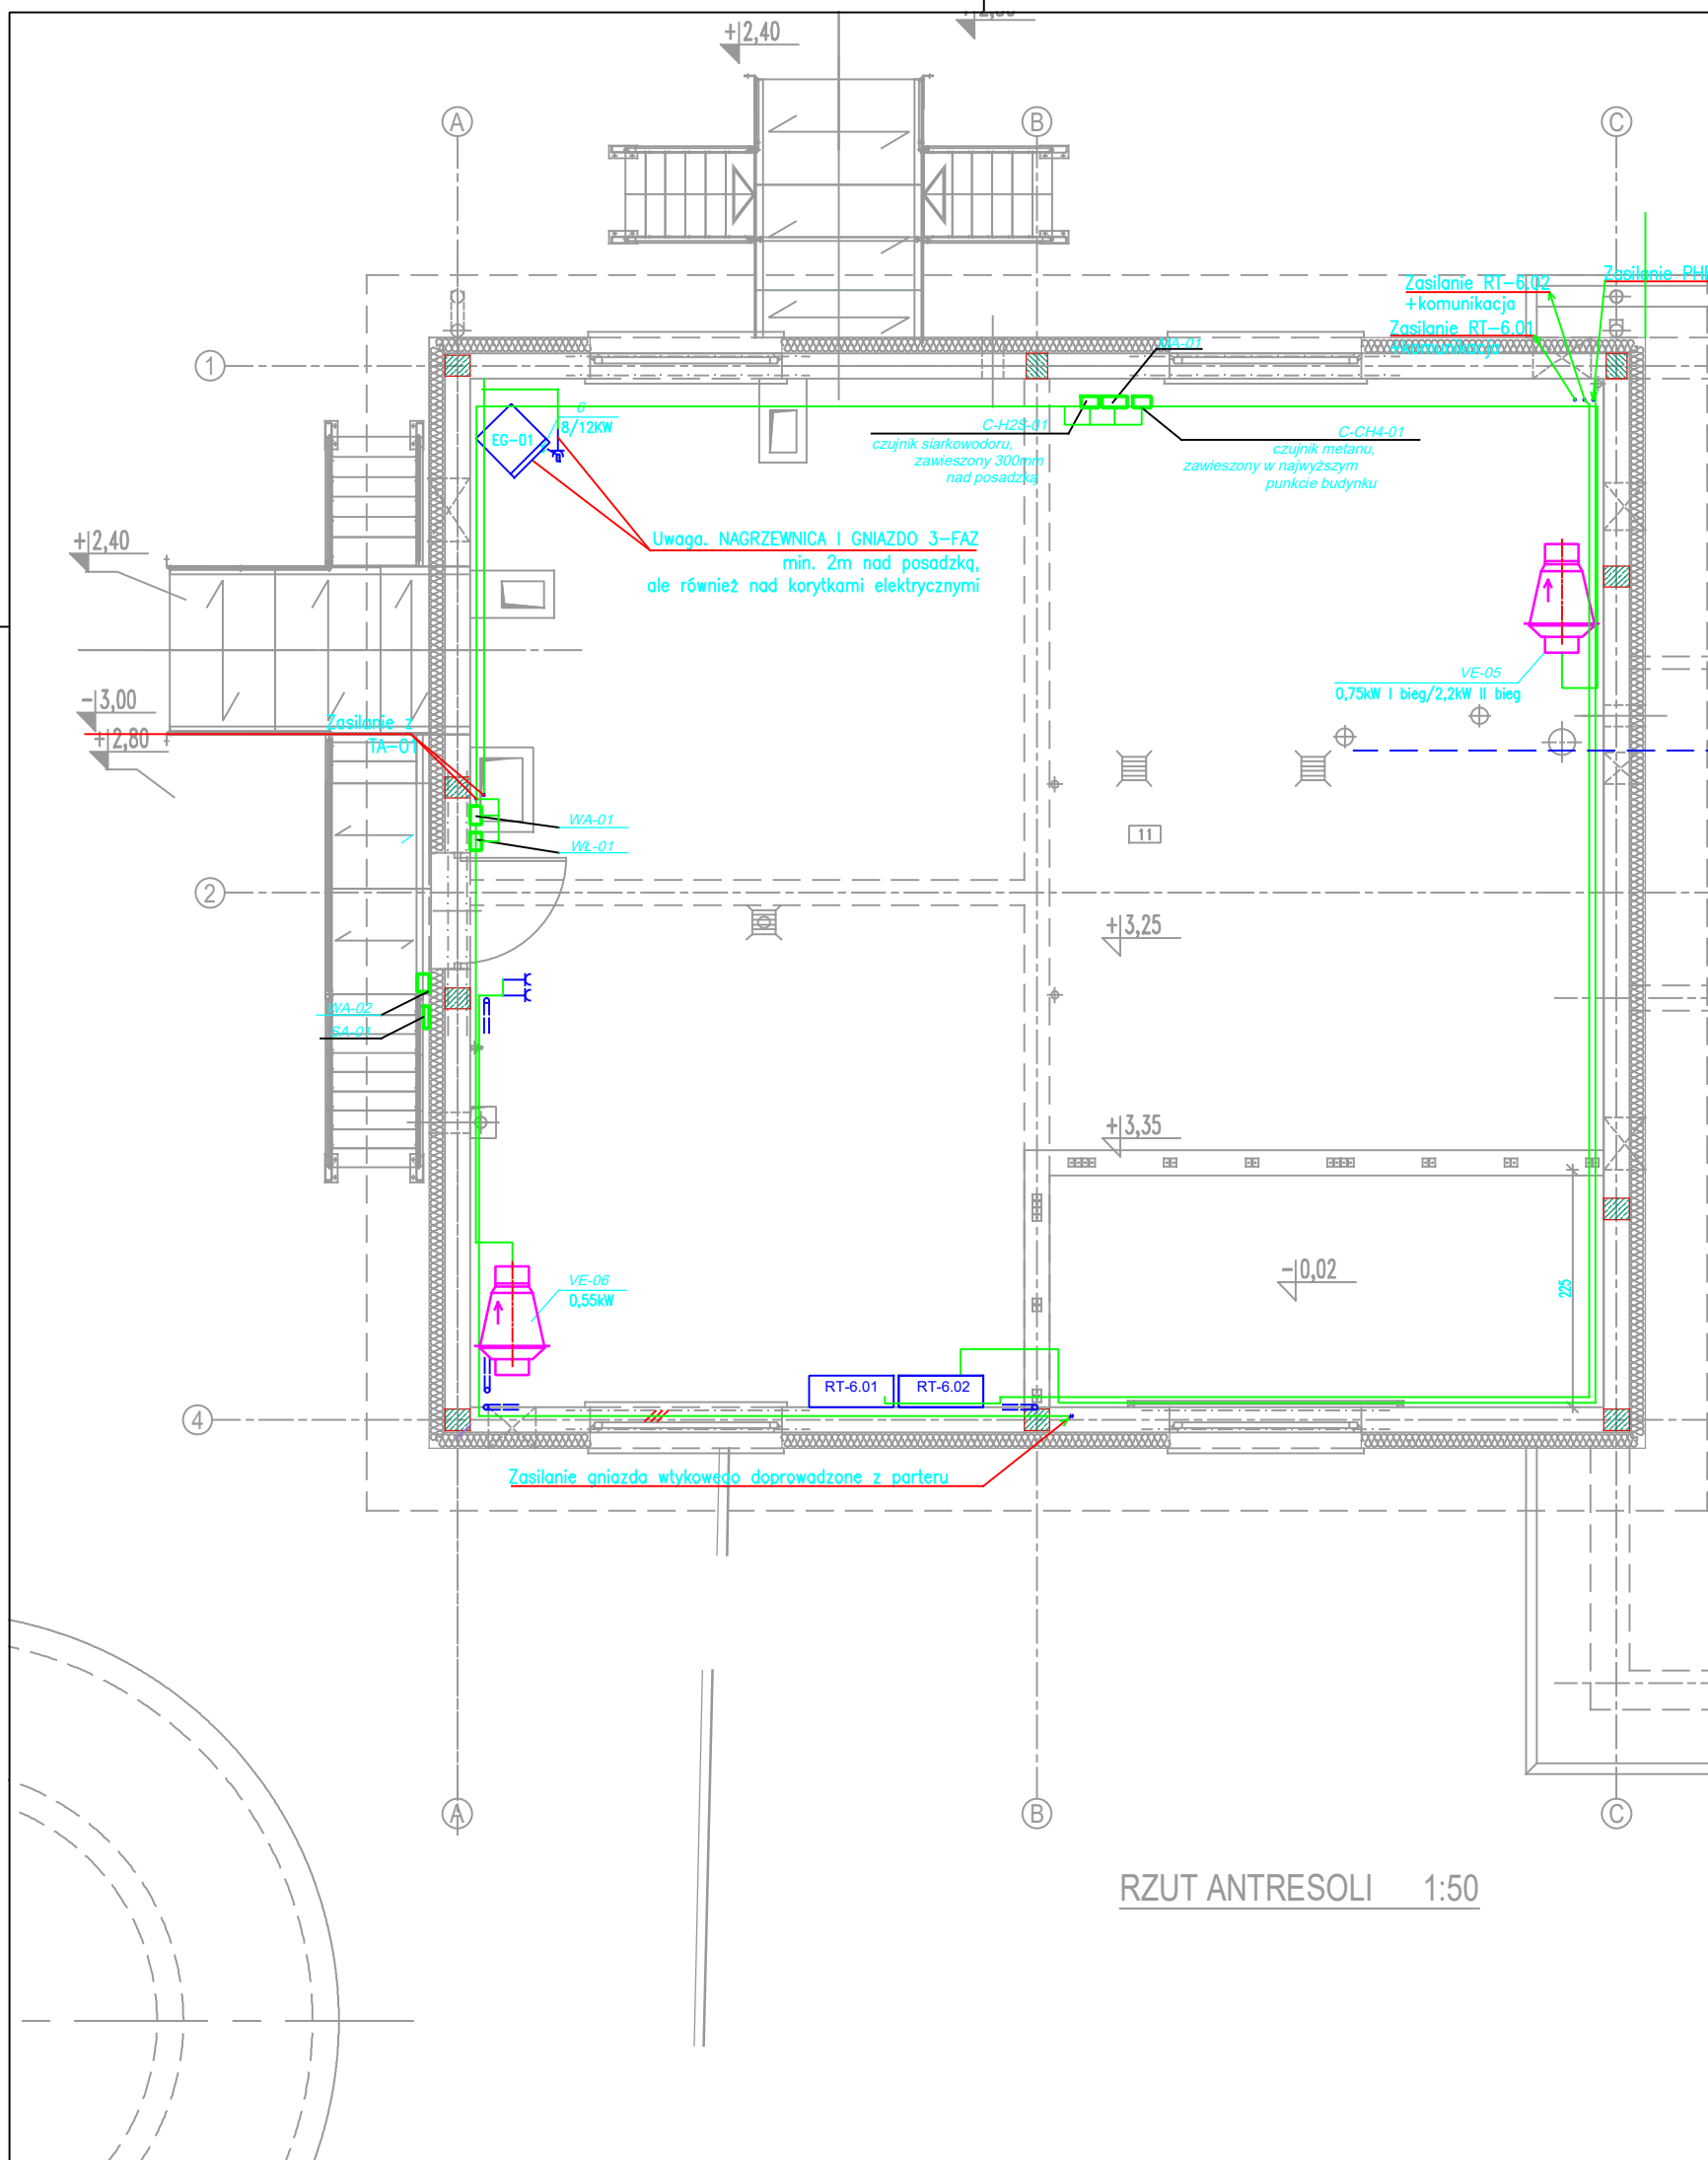 +2,40
A
B
C
Zasilanie RT-6.02
+komunikacja
Zasilanie RT-6.01
+komunikacja
1
MA-01
EG-01
6
8/12KW
C-H2S-01
czujnik siarkowodoru,
zawieszony 300mm
nad posadzką
C-CH4-01
czujnik metanu,
zawieszony w najwyższym
punkcie budynku
Uwaga. NAGRZEWNICA I GNIAZDO 3-FAZ
min. 2m nad posadzką,
ale również nad korytkami elektrycznymi
+2,40
VE-05
0,75kW I bieg/2,2kW II bieg
-3,00
+2,80
Zasilanie z
TA-01
WA-01
WŁ-01
11
2
+3,25
WA-02
SA-01
+3,35
-0,02
225
VE-06
0,55kW
RT-6.01
RT-6.02
4
Zasilanie gniazda wtykowego doprowadzone z parteru
A
B
C
RZUT ANTRESOLI 1:50